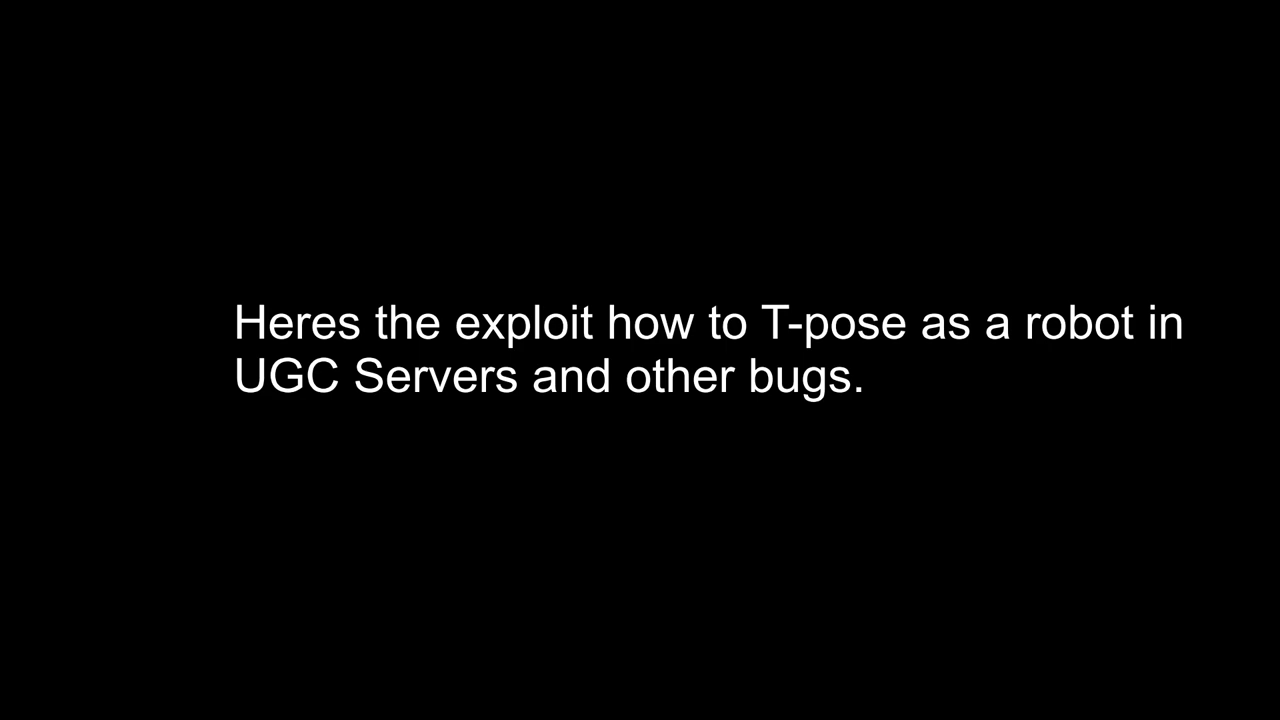 Heres the exploit how to T-pose as a robot in
UGC Servers and other bugs.